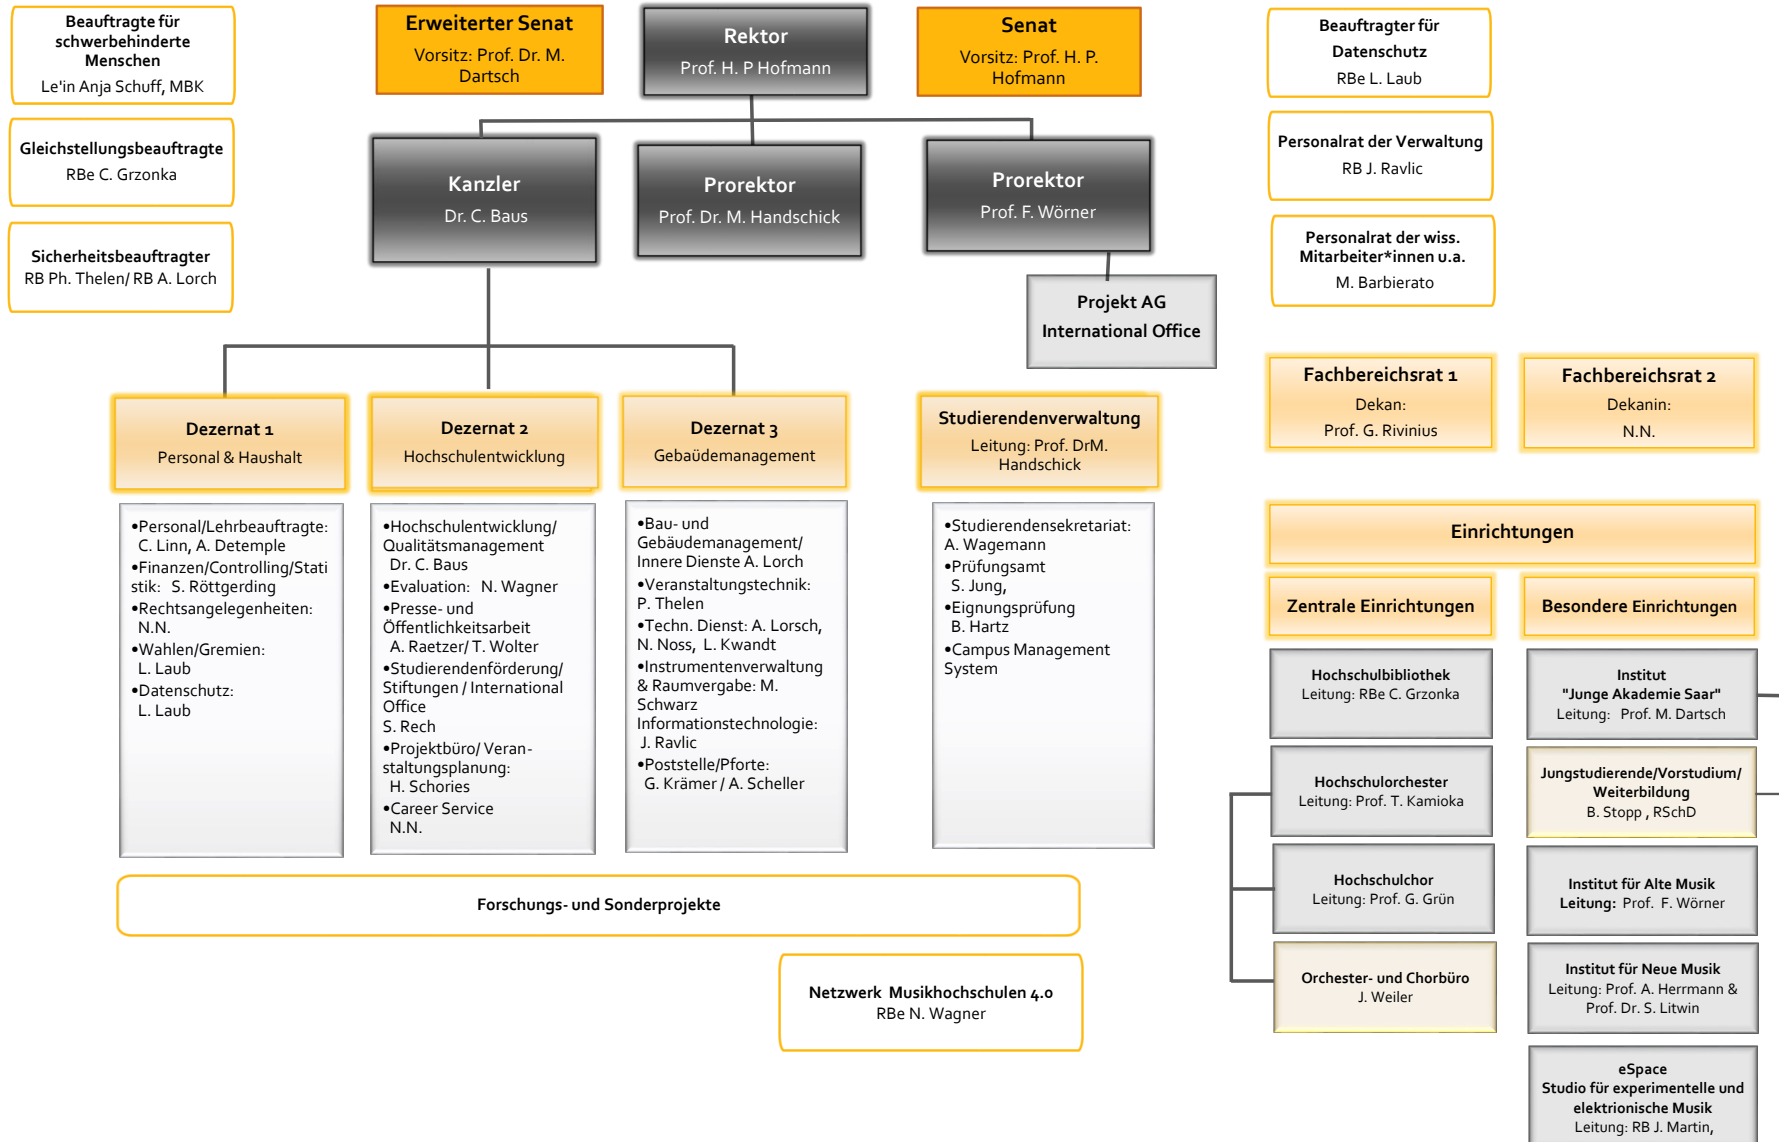 Beauftragte für
schwerbehinderte
Menschen
Le'in Anja Schuff, MBK
Gleichstellungsbeauftragte
RBe C. Grzonka
Sicherheitsbeauftragter
RB Ph. Thelen/ RB A. Lorch
Erweiterter Senat
Vorsitz: Prof. Dr. M.
Dartsch
Rektor
Prof. H. P Hofmann
Senat
Vorsitz: Prof. H. P.
Hofmann
Kanzler
Dr. C. Baus
Prorektor
Prof. Dr. M. Handschick
Prorektor
Prof. F. Wörner
Projekt AG
International Office
Beauftragter für
Datenschutz
RBe L. Laub
Personalrat der Verwaltung
RB J. Ravlic
Personalrat der wiss.
Mitarbeiter*innen u.a.
M. Barbierato
Dezernat 1
Personal & Haushalt
•Personal/Lehrbeauftragte:
C. Linn, A. Detemple
•Finanzen/Controlling/Stati
stik: S. Röttgerding
•Rechtsangelegenheiten:
N.N.
•Wahlen/Gremien:
L. Laub
•Datenschutz:
L. Laub
Dezernat 2
Hochschulentwicklung
•Hochschulentwicklung/
Qualitätsmanagement
Dr. C. Baus
•Evaluation: N. Wagner
•Presse- und
Öffentlichkeitsarbeit
A. Raetzer/ T. Wolter
•Studierendenförderung/
Stiftungen / International
Office
S. Rech
•Projektbüro/ Veran-
staltungsplanung:
H. Schories
•Career Service
N.N.
Dezernat 3
Gebaüdemanagement
•Bau- und
Gebäudemanagement/
Innere Dienste A. Lorch
•Veranstaltungstechnik:
P. Thelen
•Techn. Dienst: A. Lorsch,
N. Noss, L. Kwandt
•Instrumentenverwaltung
& Raumvergabe: M.
Schwarz
Informationstechnologie:
J. Ravlic
•Poststelle/Pforte:
G. Krämer / A. Scheller
Studierendenverwaltung
Leitung: Prof. DrM.
Handschick
•Studierendensekretariat:
A. Wagemann
•Prüfungsamt
S. Jung,
•Eignungsprüfung
B. Hartz
•Campus Management
System
Forschungs- und Sonderprojekte
Netzwerk Musikhochschulen 4.0
RBe N. Wagner
Fachbereichsrat 1
Dekan:
Prof. G. Rivinius
Fachbereichsrat 2
Dekanin:
N.N.
Einrichtungen
Zentrale Einrichtungen
Hochschulbibliothek
Leitung: RBe C. Grzonka
Hochschulorchester
Leitung: Prof. T. Kamioka
Hochschulchor
Leitung: Prof. G. Grün
Orchester- und Chorbüro
J. Weiler
Besondere Einrichtungen
Institut
"Junge Akademie Saar"
Leitung: Prof. M. Dartsch
Jungstudierende/Vorstudium/
Weiterbildung
B. Stopp , RSchD
Institut für Alte Musik
Leitung: Prof. F. Wörner
Institut für Neue Musik
Leitung: Prof. A. Herrmann &
Prof. Dr. S. Litwin
eSpace
Studio für experimentelle und
elektrionische Musik
Leitung: RB J. Martin,